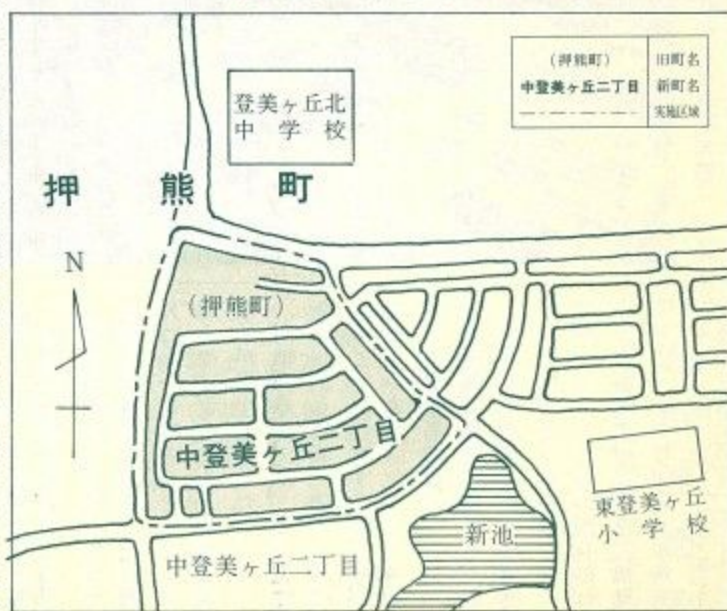 (押熊町) 旧町名
中登美ヶ丘二丁目 新町名
実施区域
登美ヶ丘北
中学校
押熊町
N
(押熊町)
中登美ヶ丘二丁目
新池
東登美ヶ丘
小学校
中登美ヶ丘二丁目